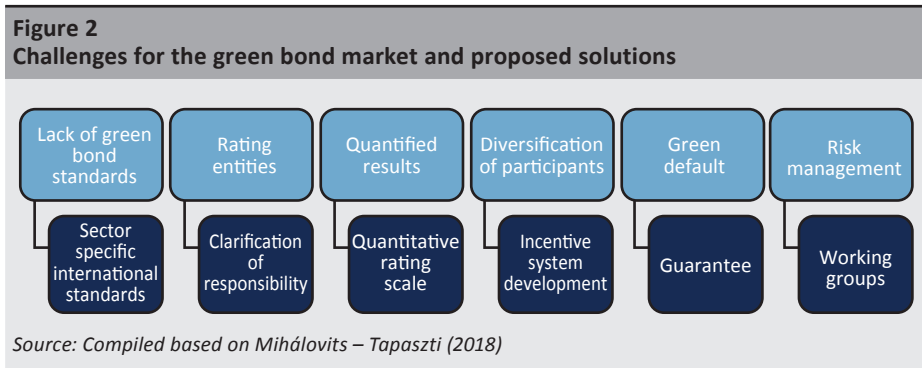 Figure 2
Challenges for the green bond market and proposed solutions
Lack of green
bond
standards
Sector
specific
international
standards
Rating
entities
Clarification
of
responsibility
Quantified
results
Quantitative
rating
scale
Diversification
of participants
Incentive
system
development
Green
default
Guarantee
Risk
management
Working
groups
Source: Compiled based on Mihálovits – Tapaszti (2018)